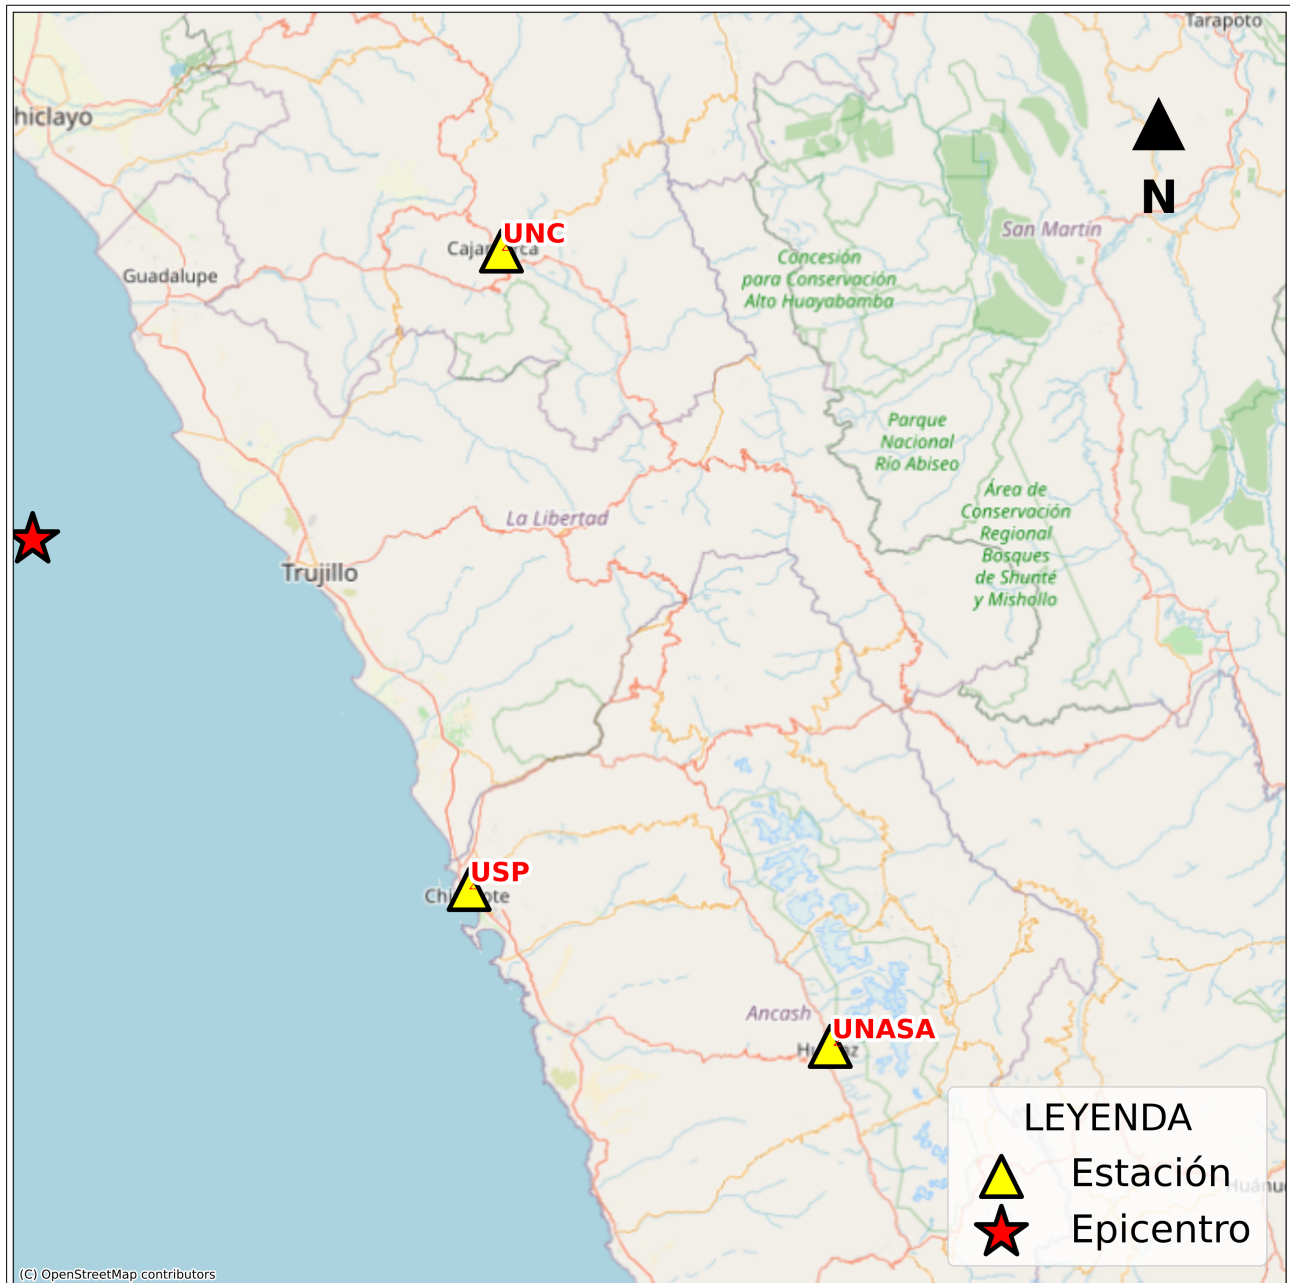 Tarapoto
hiclayo
N
San Martín
UNC
Guadalupe
Concesión
para Conservación
Alto Huayabamba
Parque
Nacional
Río Abiseo
Área de
Conservación
Regional
Bosques
de Shunté
y Mishollo
La Libertad
Trujillo
USP
Ancash
UNASA
LEYENDA
Estación
Epicentro
(C) OpenStreetMap contributors